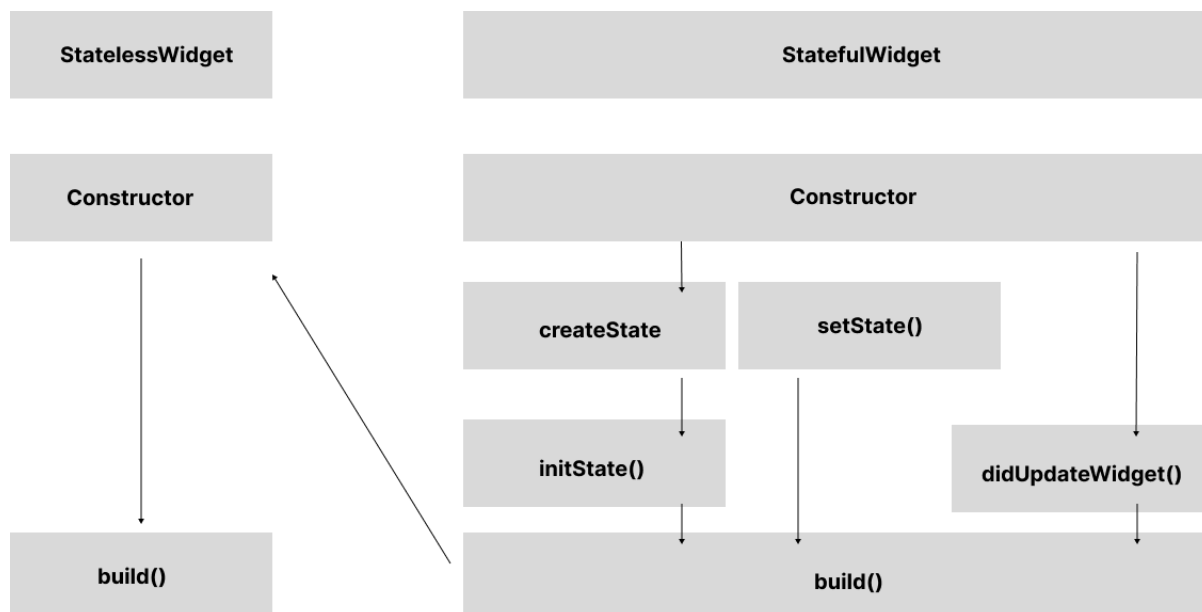 StatelessWidget
StatefulWidget
Constructor
Constructor
createState
setState()
initState()
didUpdateWidget()
build()
build()